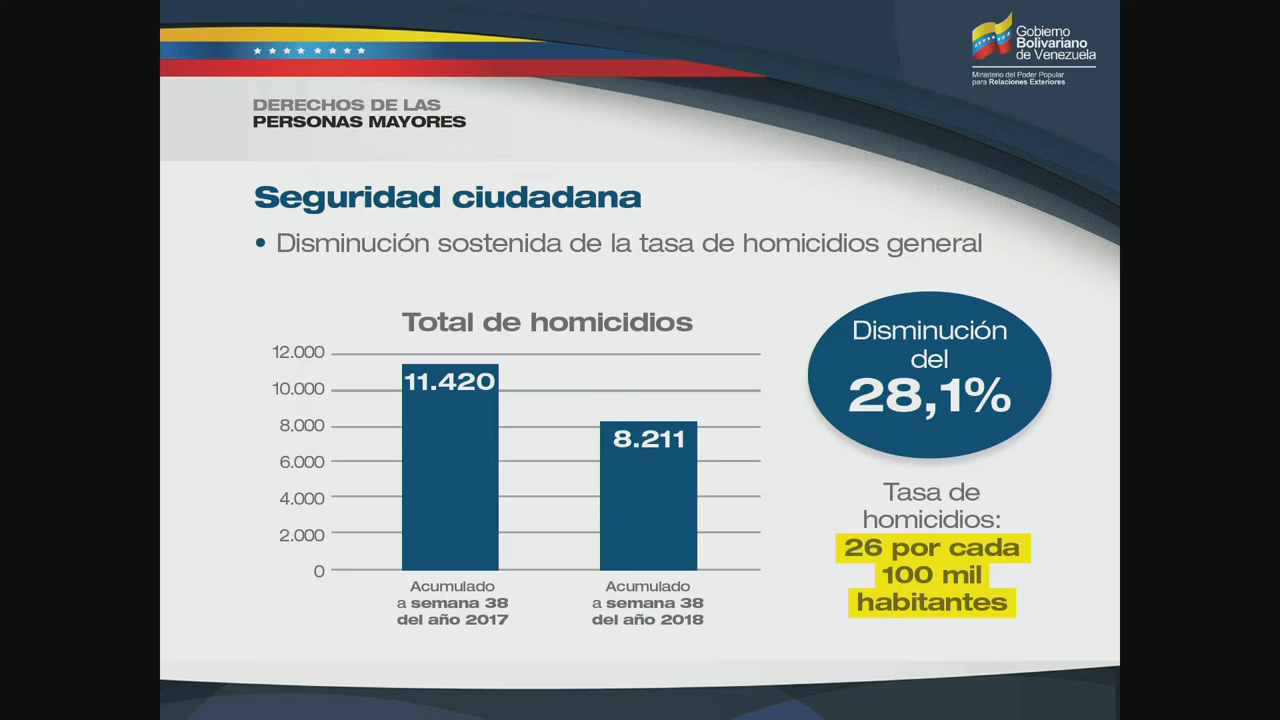 Gobierno
Bolivariano
de Venezuela
Ministerio del Poder Popular
para Relaciones Exteriores
DERECHOS DE LAS
PERSONAS MAYORES
Seguridad ciudadana
• Disminución sostenida de la tasa de homicidios general
Total de homicidios
12.000
10.000
8.000
6.000
4.000
2.000
0
11.420
8.211
Acumulado
a semana 38
del año 2017
Acumulado
a semana 38
del año 2018
Disminución
del
28,1%
Tasa de
homicidios:
26 por cada
100 mil
habitantes